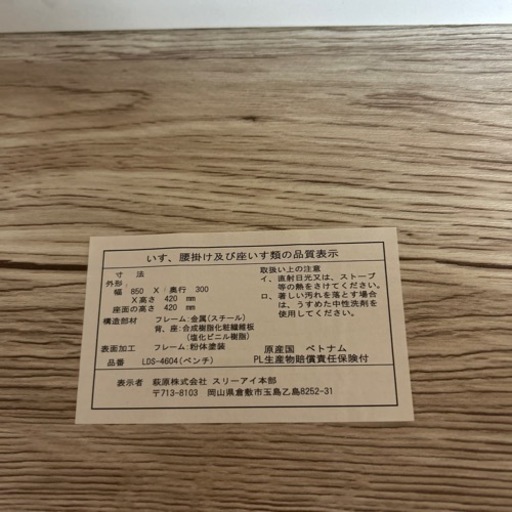 いす、腰掛け及び座いす類の品質表示
寸 法
外形:
幅 850 X 奥行 300
X高さ 420 mm
座面の高さ 420 mm
構造部材 フレーム:金属(スチール)
背、座:合成樹脂化粧繊維板
(塩化ビニル樹脂)
表面加工 フレーム:粉体塗装
品番 LDS-4604(ベンチ)
取扱い上の注意
イ、直射日光又は、ストーブ
等の熱をさけてください。
ロ、著しい汚れを落とす場合
は、うすめた中性洗剤を
使用してください。
原産国 ベトナム
PL生産物賠償責任保険付
表示者 萩原株式会社 スリーアイ本部
〒713-8103 岡山県倉敷市玉島乙島8252-31